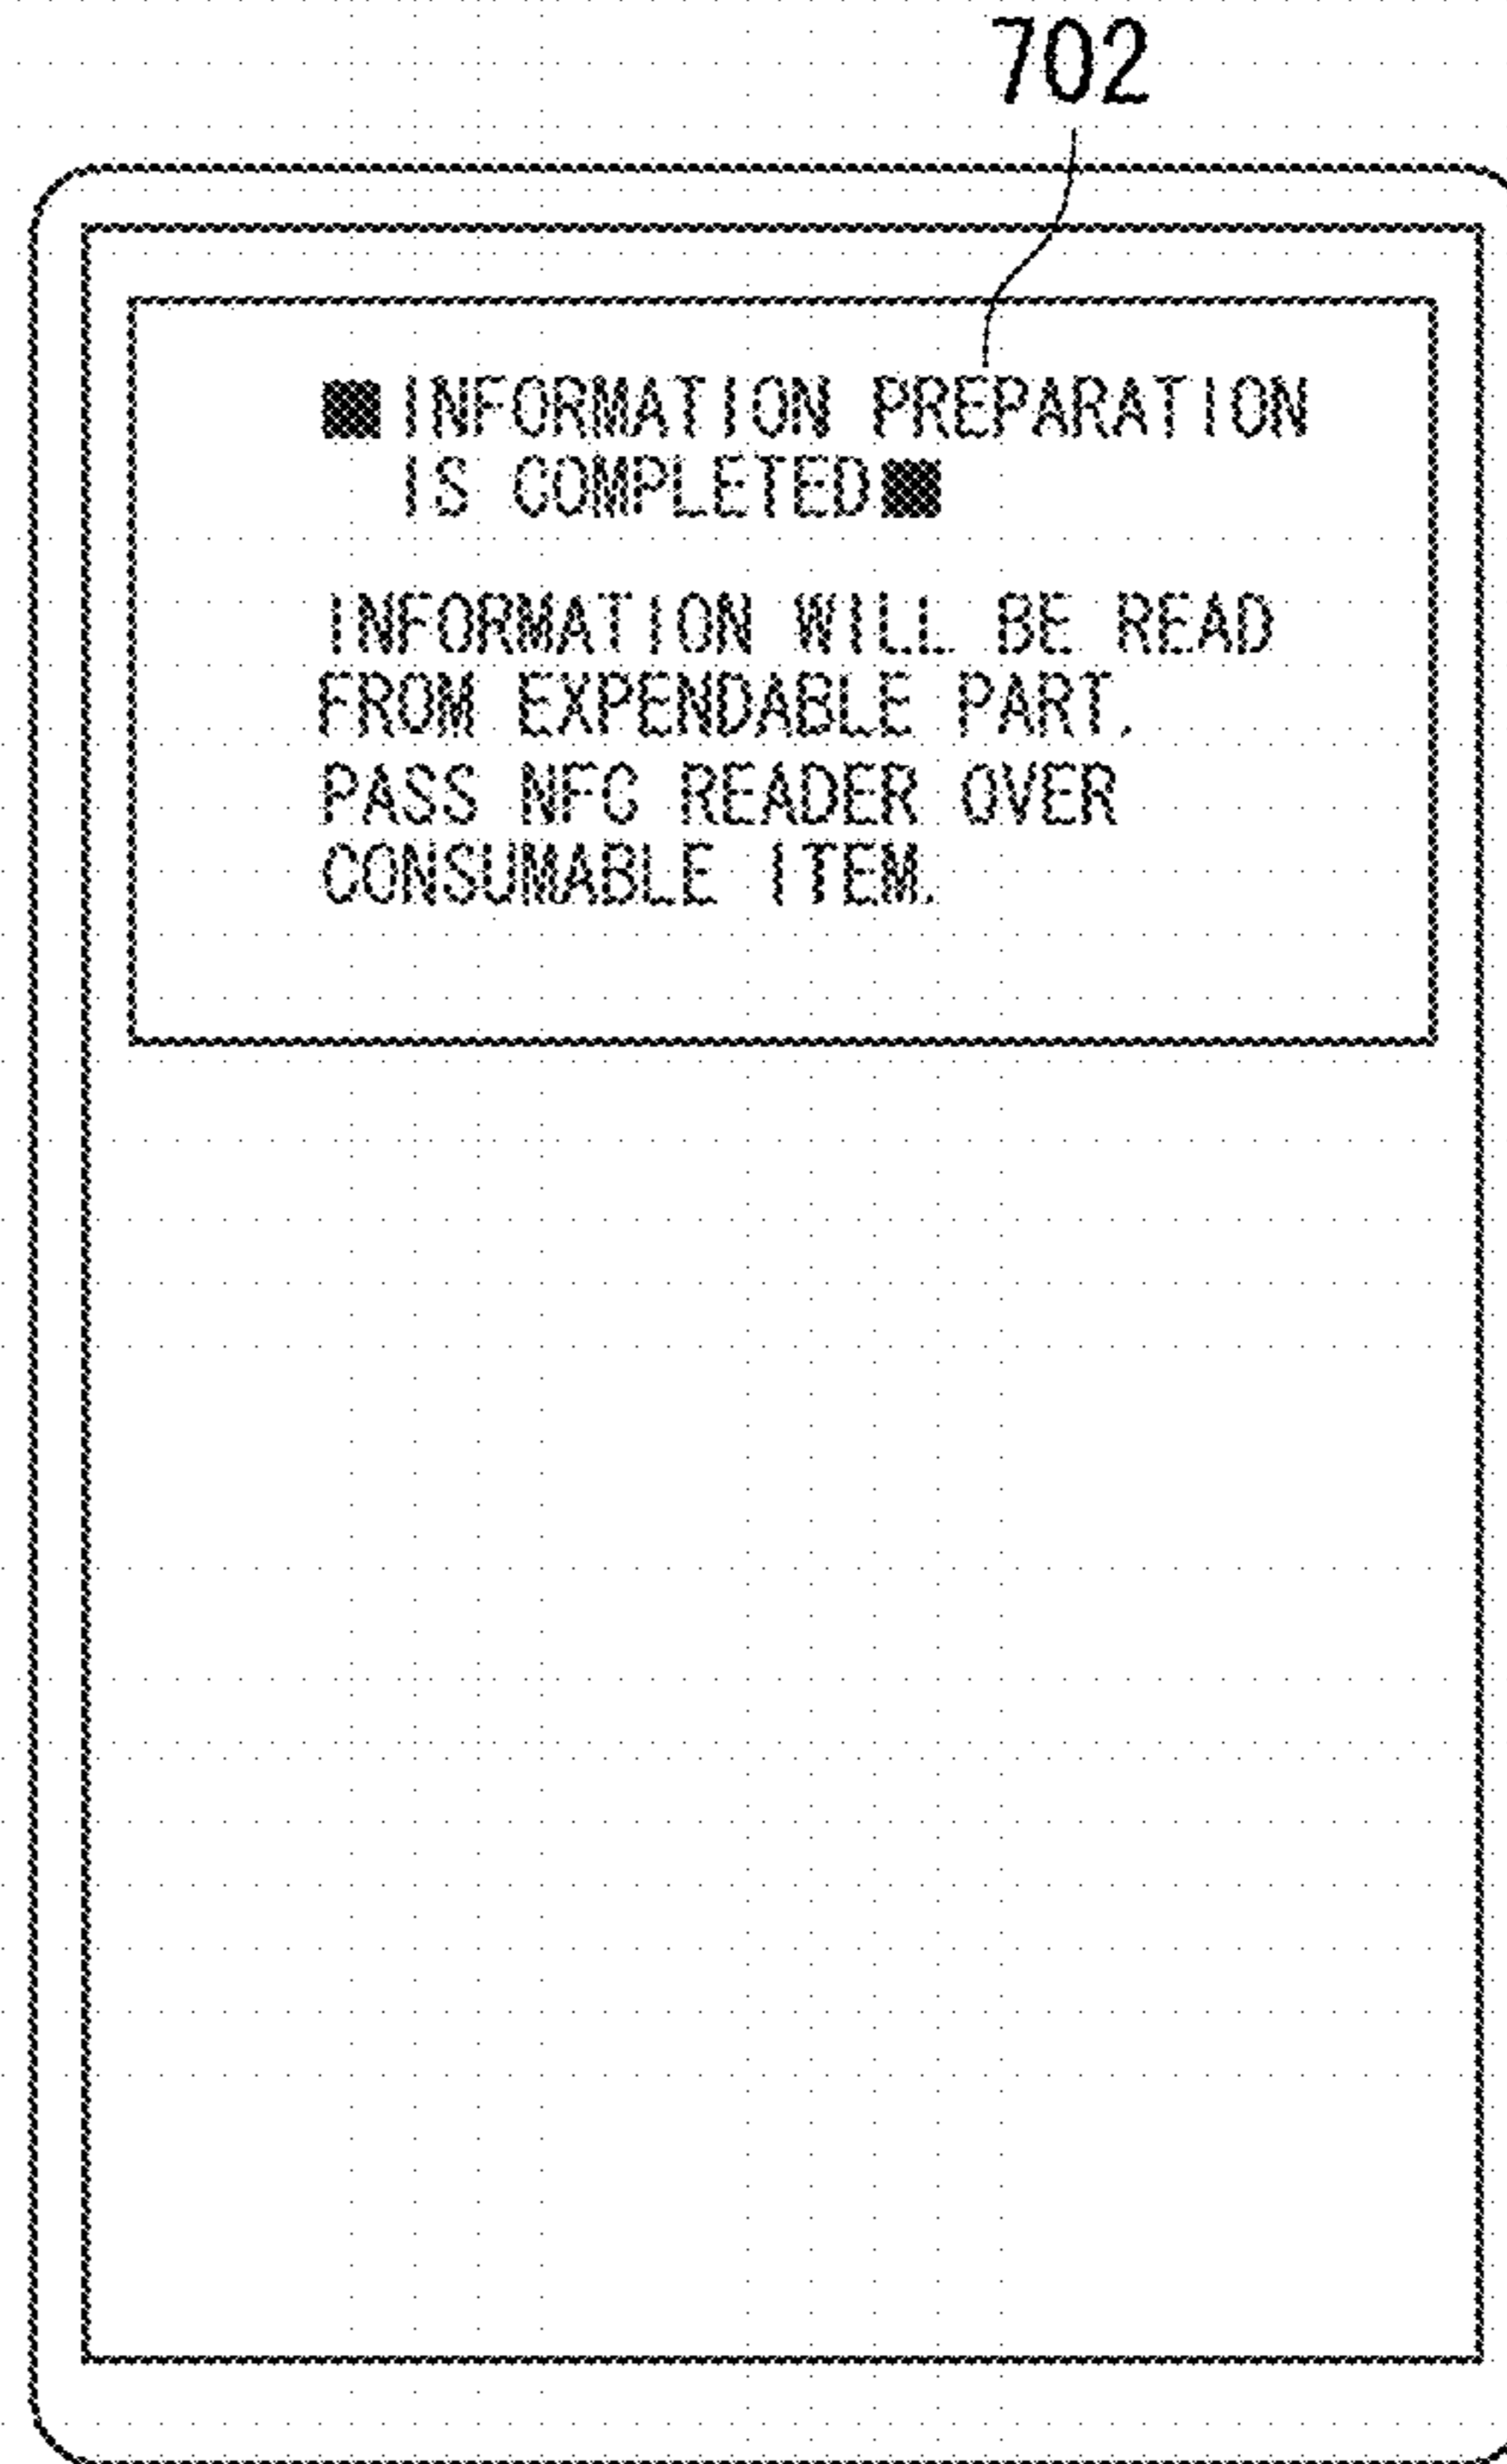 702
■ INFORMATION PREPARATION
IS COMPLETED■
INFORMATION WILL BE READ
FROM EXPENDABLE PART.
PASS NFC READER OVER
CONSUMABLE ITEM.